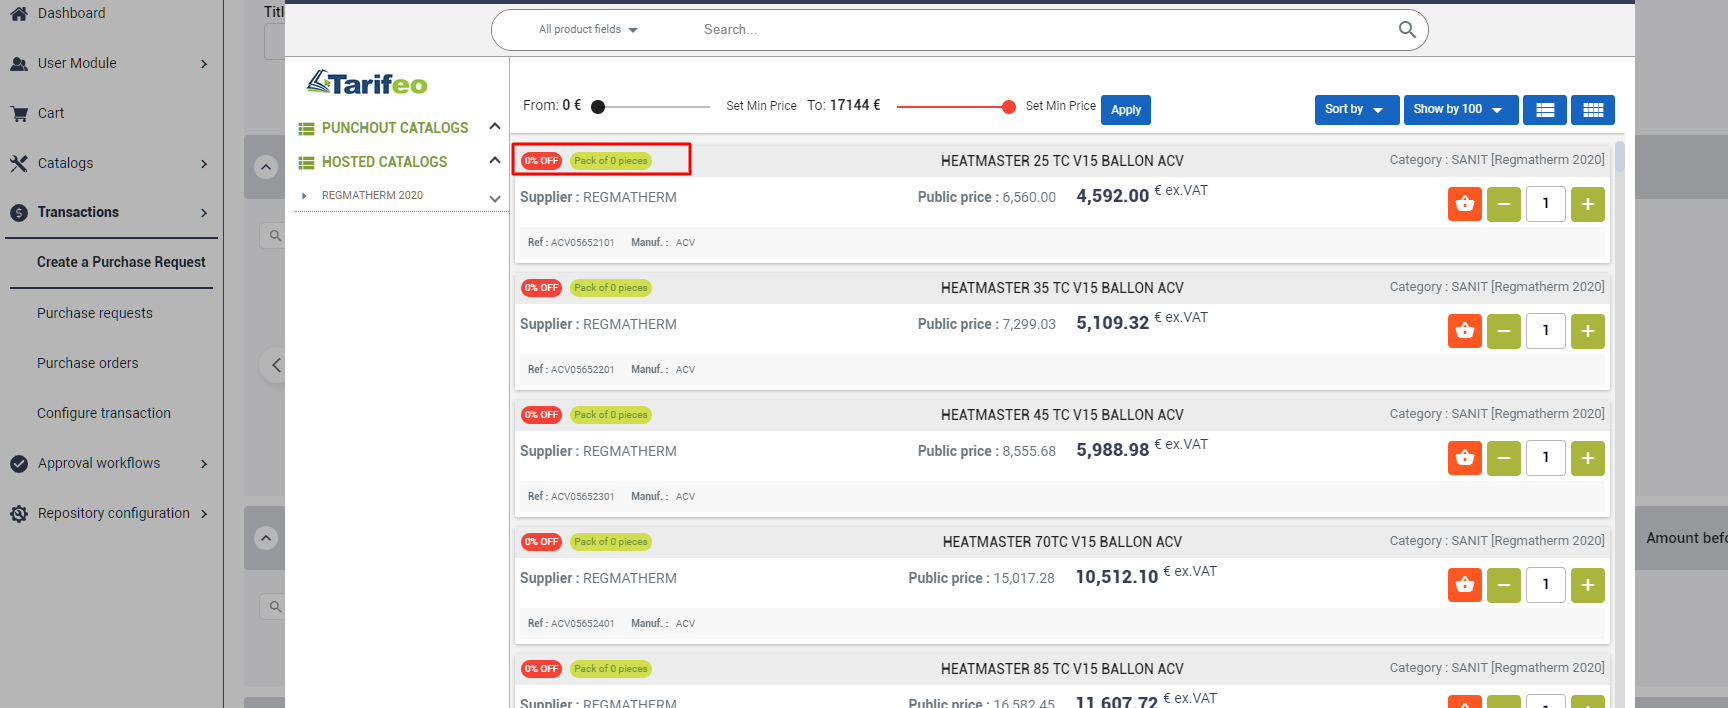 Dashboard
User Module
Cart
Catalogs
Transactions
Create a Purchase Request
Purchase requests
Purchase orders
Configure transaction
Approval workflows
Repository configuration
All product fields
Search...
Tarifeo
PUNCHOUT CATALOGS
HOSTED CATALOGS
REGMATHERM 2020
From: 0 € Set Min Price To: 17144 € Set Min Price Apply
Sort by Show by 100
0% OFF Pack of 0 pieces HEATMASTER 25 TC V15 BALLON ACV Category : SANIT [Regmatherm 2020]
Supplier : REGMATHERM Public price : 6,560.00 4,592.00 € ex.VAT 1
Ref : ACV05652101 Manuf. : ACV
0% OFF Pack of 0 pieces HEATMASTER 35 TC V15 BALLON ACV Category : SANIT [Regmatherm 2020]
Supplier : REGMATHERM Public price : 7,299.03 5,109.32 € ex.VAT 1
Ref : ACV05652201 Manuf. : ACV
0% OFF Pack of 0 pieces HEATMASTER 45 TC V15 BALLON ACV Category : SANIT [Regmatherm 2020]
Supplier : REGMATHERM Public price : 8,555.68 5,988.98 € ex.VAT 1
Ref : ACV05652301 Manuf. : ACV
0% OFF Pack of 0 pieces HEATMASTER 70TC V15 BALLON ACV Category : SANIT [Regmatherm 2020]
Supplier : REGMATHERM Public price : 15,017.28 10,512.10 € ex.VAT 1
Ref : ACV05652401 Manuf. : ACV
0% OFF Pack of 0 pieces HEATMASTER 85 TC V15 BALLON ACV Category : SANIT [Regmatherm 2020]
Supplier : REGMATHERM Public price : 16,582.45 11,607.72 € ex.VAT
Amount